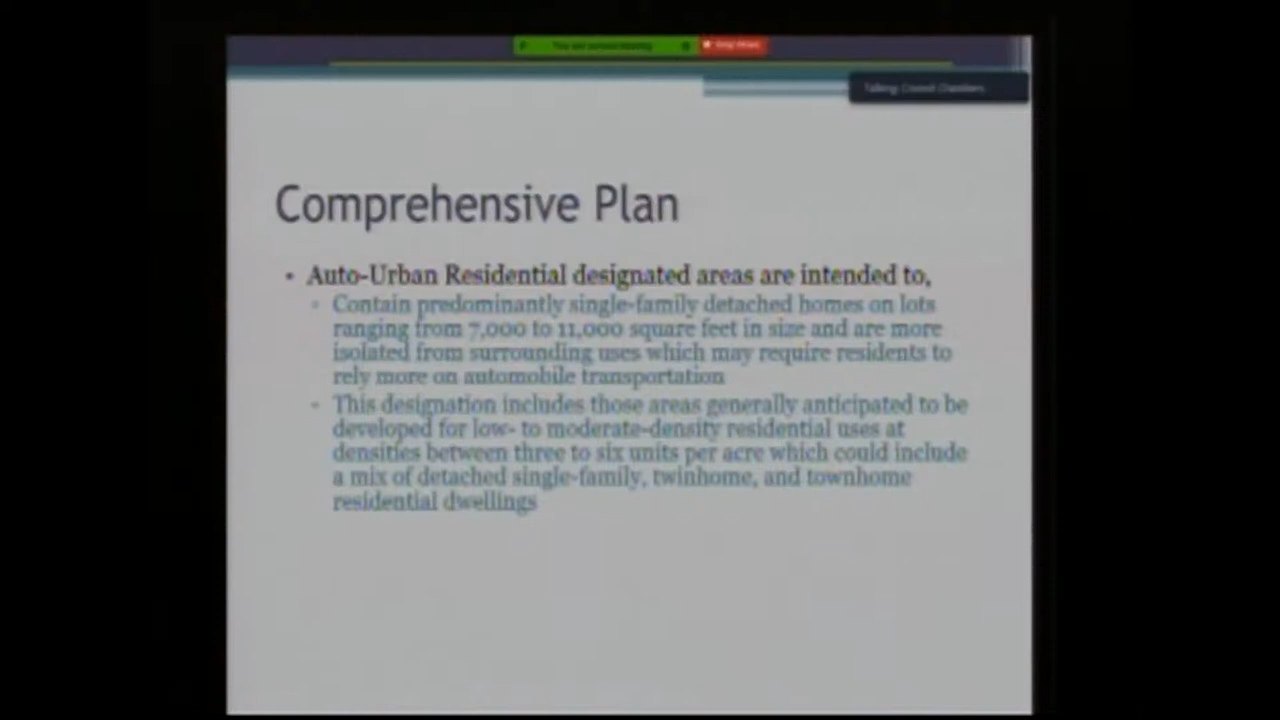 Talking: Council Chambers
Comprehensive Plan
• Auto-Urban Residential designated areas are intended to,
▫ Contain predominantly single-family detached homes on lots
ranging from 7,000 to 11,000 square feet in size and are more
isolated from surrounding uses which may require residents to
rely more on automobile transportation
▫ This designation includes those areas generally anticipated to be
developed for low- to moderate-density residential uses at
densities between three to six units per acre which could include
a mix of detached single-family, twinhome, and townhome
residential dwellings